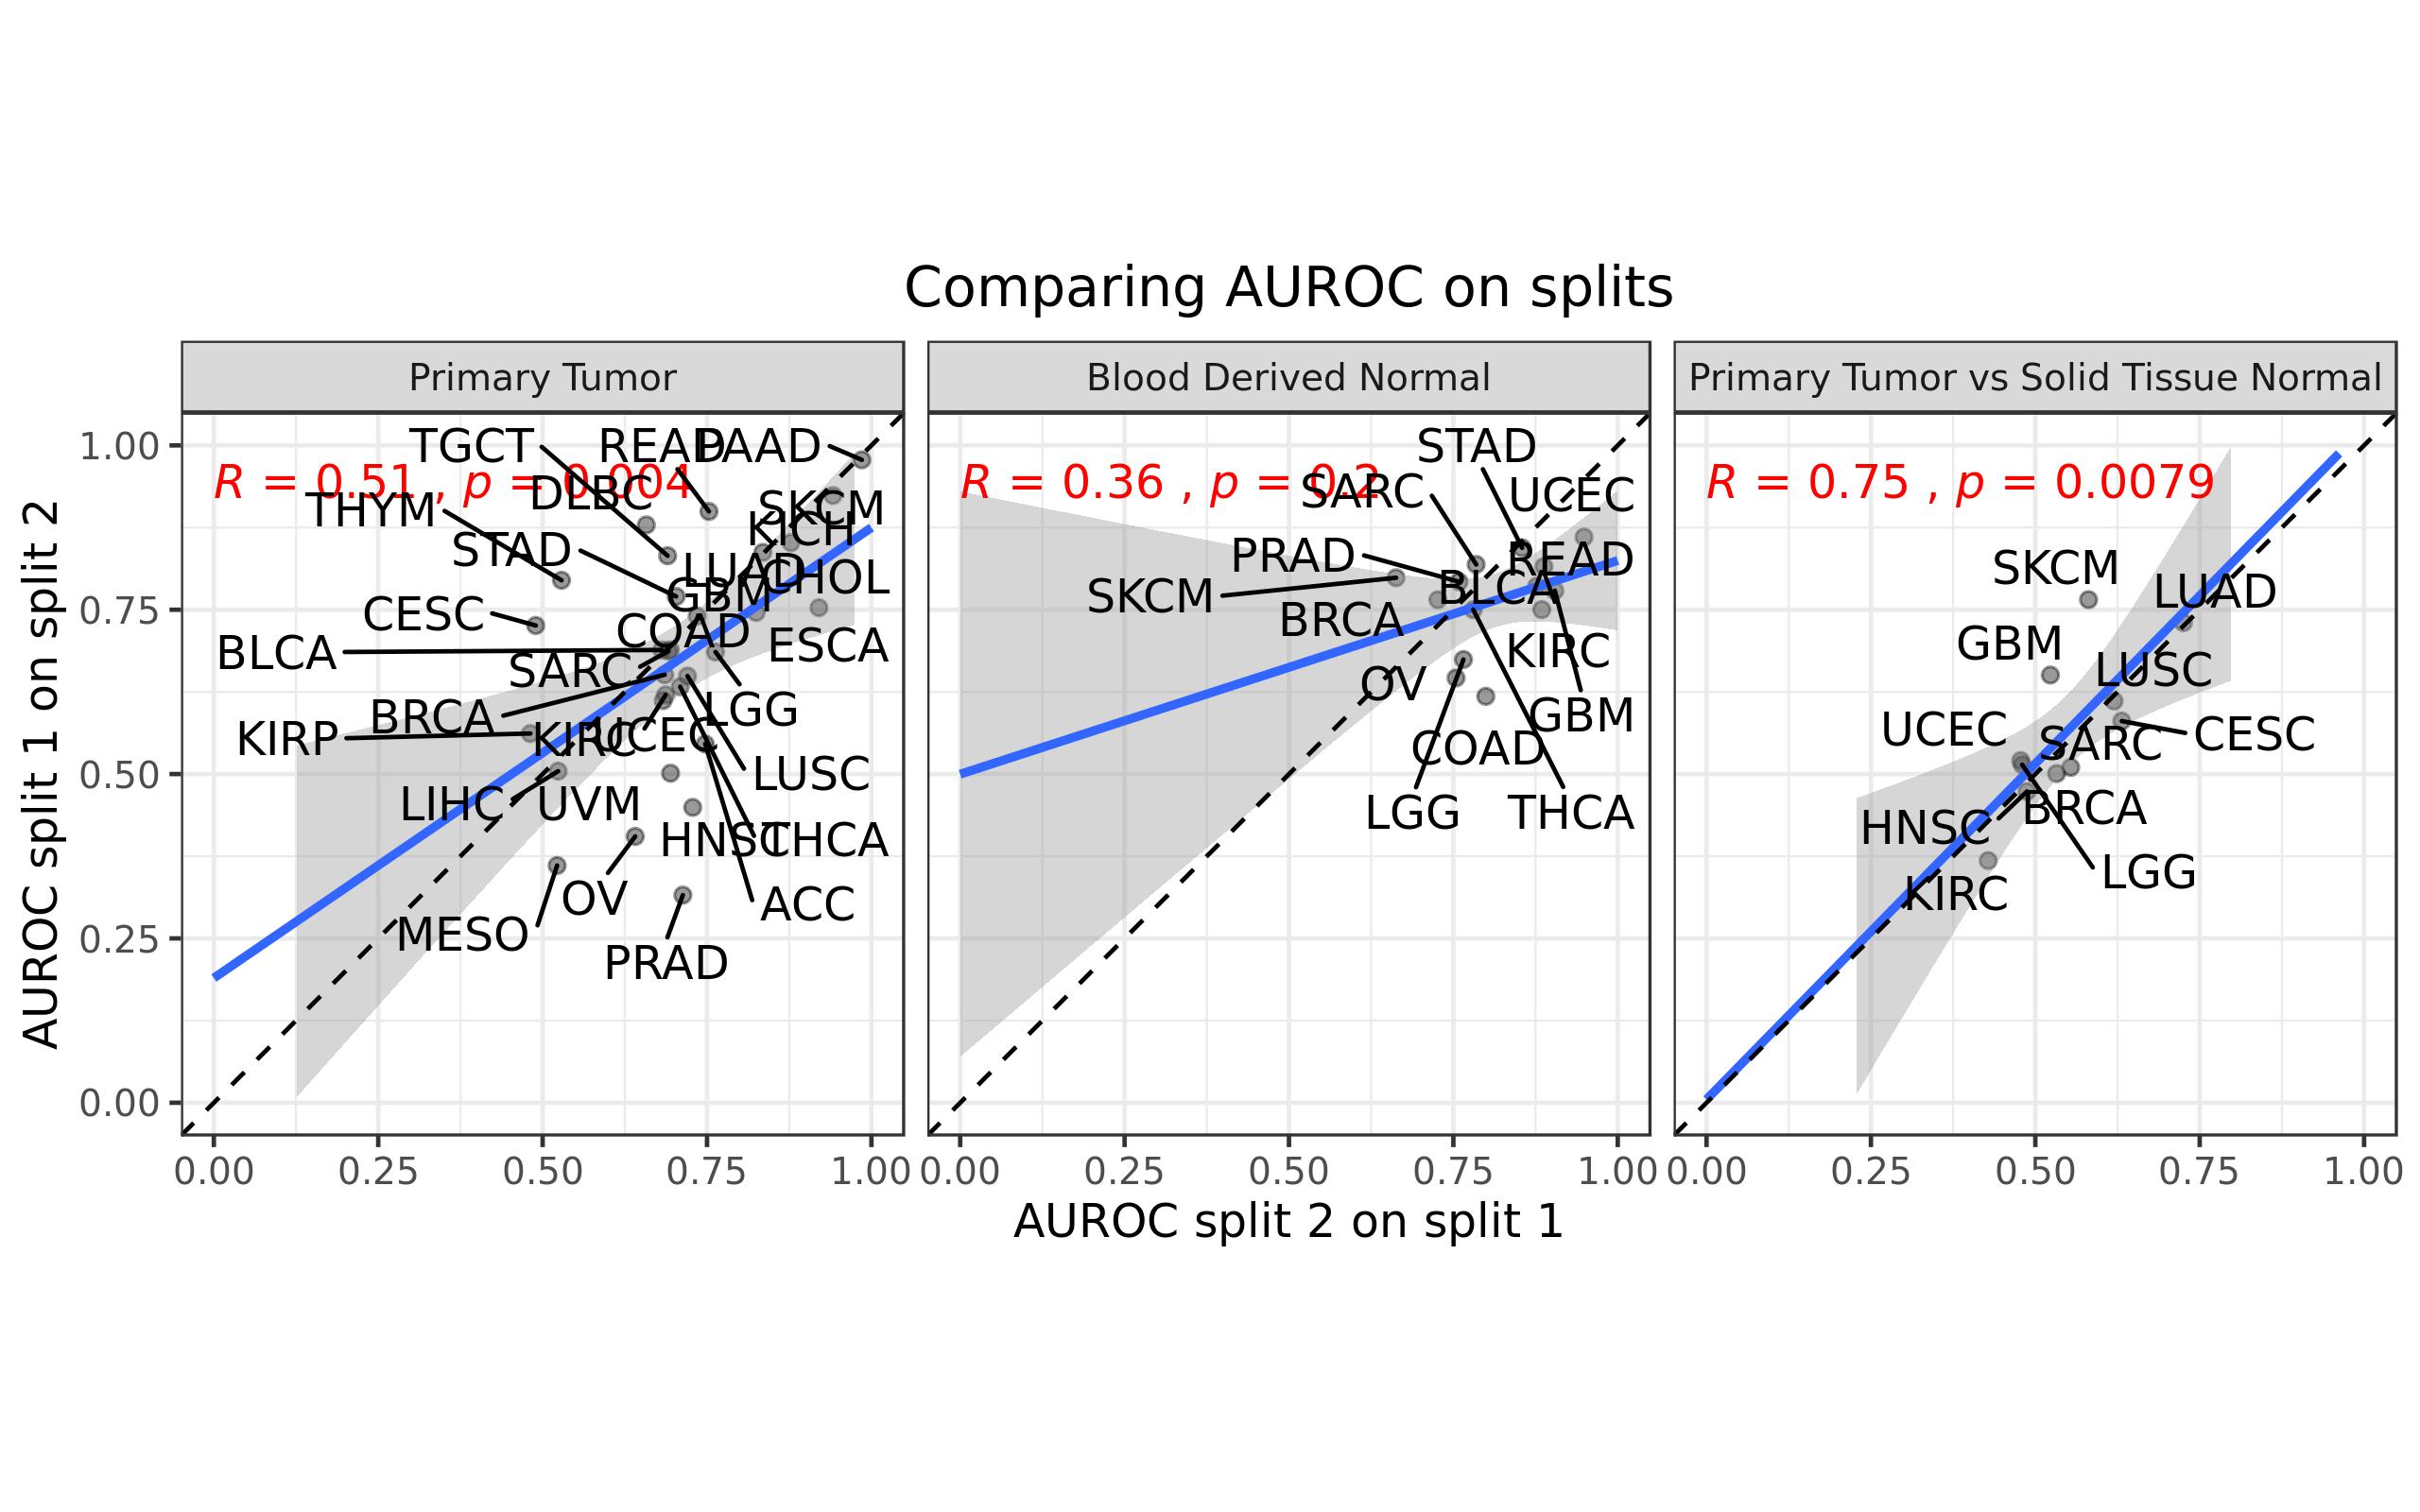 Comparing AUROC on splits
Primary Tumor
Blood Derived Normal
Primary Tumor vs Solid Tissue Normal
AUROC split 1 on split 2
1.00
0.75
0.50
0.25
0.00
R = 0.51 , p = 0.004
TGCT
READ
PAAD
THYM
DLBC
SKCM
KICH
STAD
LUAD
CHOL
GBM
CESC
COAD
ESCA
BLCA
SARC
LGG
BRCA
KIRP
KIRC
UCEC
LUSC
LIHC
UVM
HNSC
THCA
OV
ACC
MESO
PRAD
R = 0.36 , p = 0.2
STAD
SARC
UCEC
PRAD
READ
SKCM
BLCA
BRCA
KIRC
OV
GBM
COAD
LGG
THCA
R = 0.75 , p = 0.0079
SKCM
LUAD
GBM
LUSC
UCEC
SARC
CESC
BRCA
HNSC
LGG
KIRC
0.00 0.25 0.50 0.75 1.00
0.00 0.25 0.50 0.75 1.00
0.00 0.25 0.50 0.75 1.00
AUROC split 2 on split 1